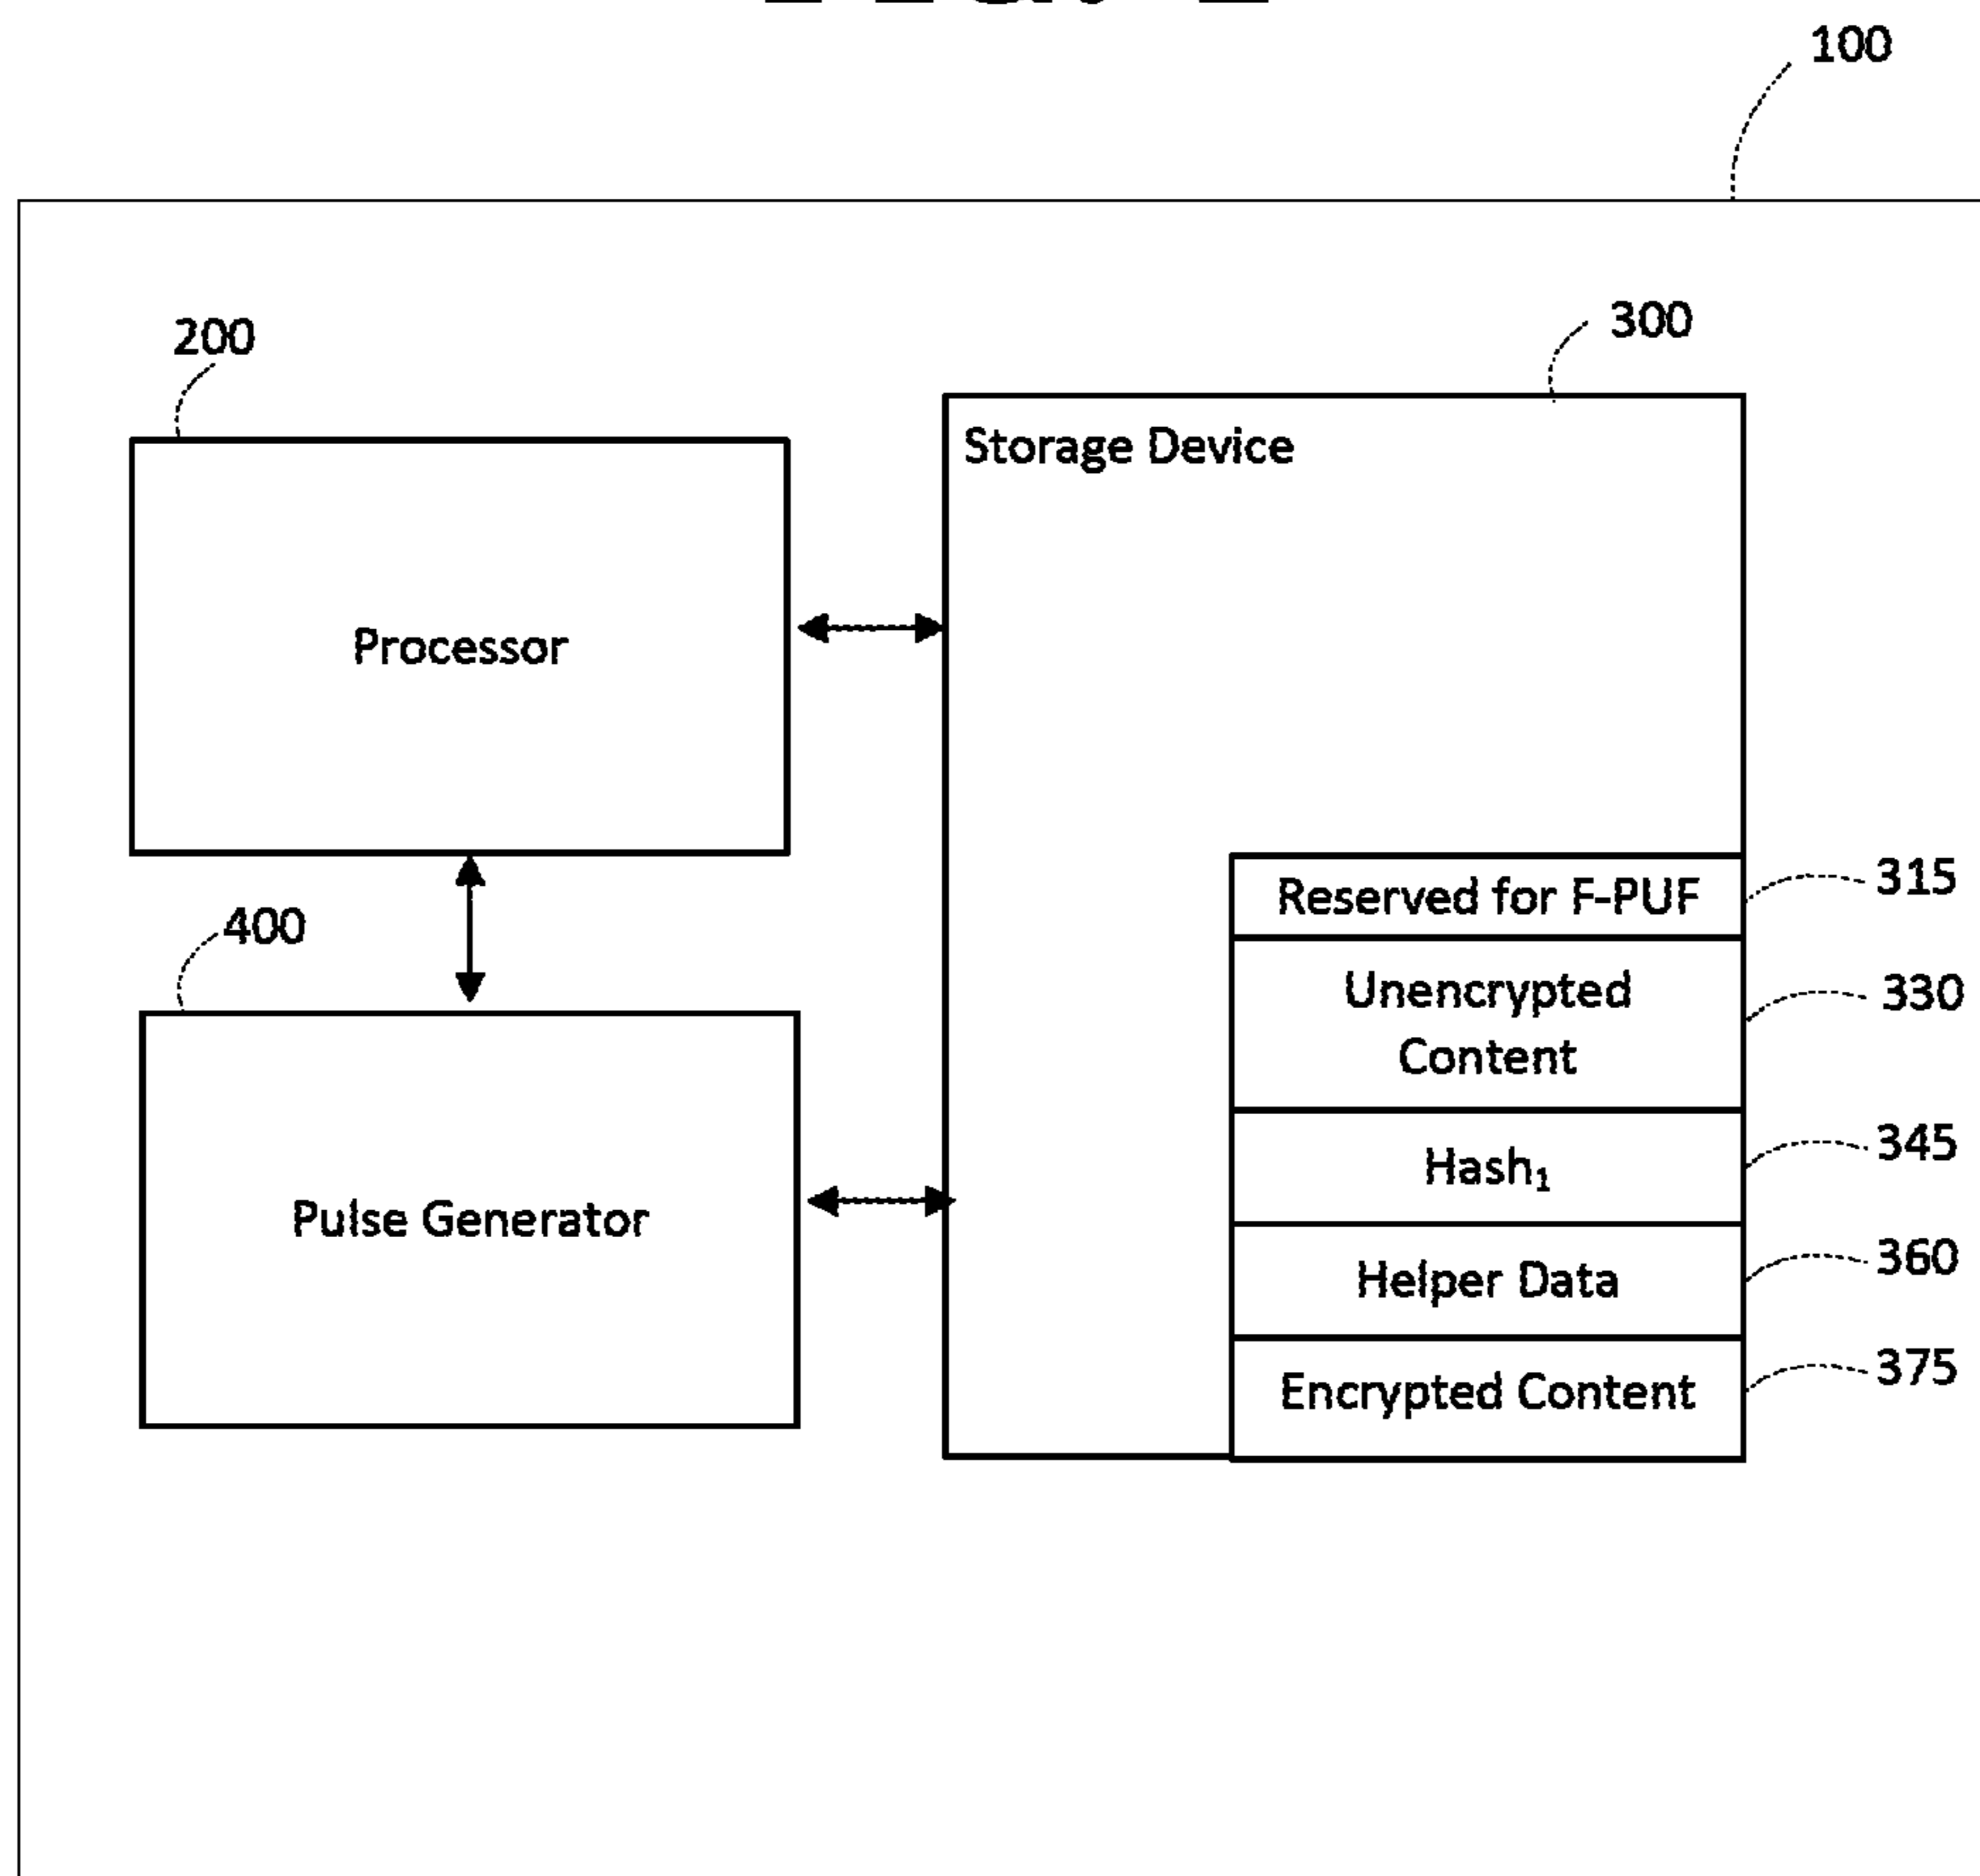 100
200
300
Storage Device
Processor
Reserved for F-PUF
315
400
Unencrypted
Content
330
Hash₁
345
Pulse Generator
Helper Data
360
Encrypted Content
375